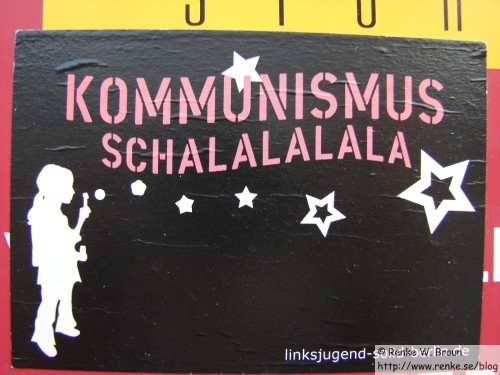 KOMMUNISMUS
SCHALALALALA
linksjugend-
© Renke W. Braun
http://www.renke.se/blog